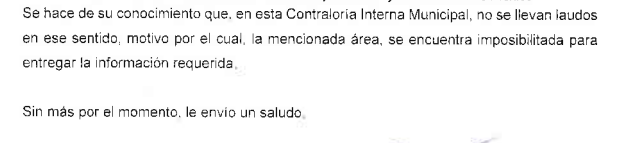 Se hace de su conocimiento que, en esta Contraloría Interna Municipal, no se llevan laudos
en ese sentido, motivo por el cual, la mencionada área, se encuentra imposibilitada para
entregar la información requerida.
Sin más por el momento, le envío un saludo.